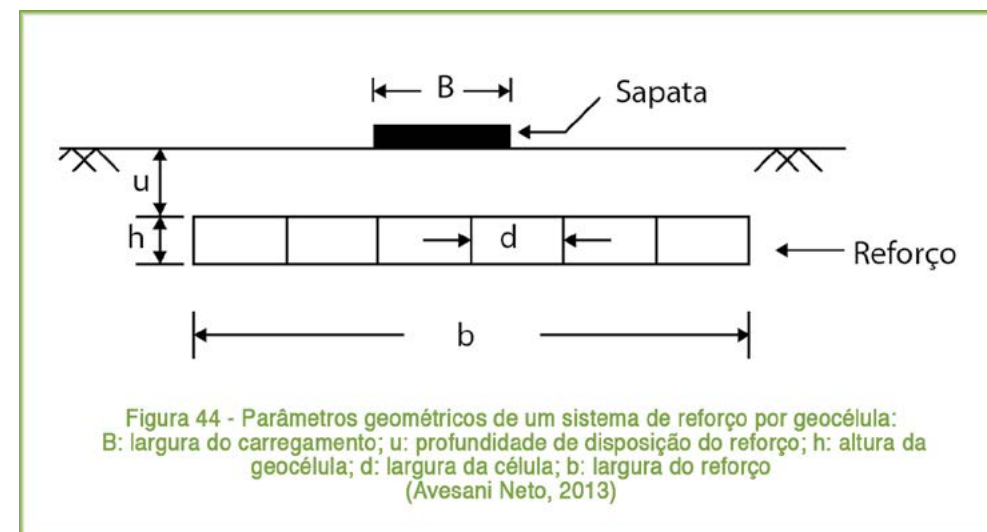 B
Sapata
u
h
d
Reforço
b
Figura 44 - Parâmetros geométricos de um sistema de reforço por geocélula:
B: largura do carregamento; u: profundidade de disposição do reforço; h: altura da
geocélula; d: largura da célula; b: largura do reforço
(Avesani Neto, 2013)